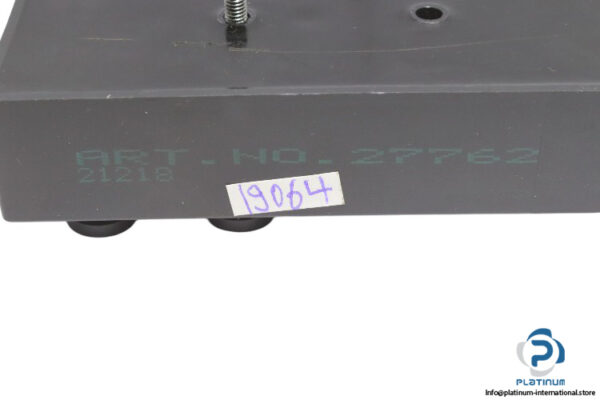 ART.NO.27762
21218
19064
PLATINUM
Info@platinum-international.store